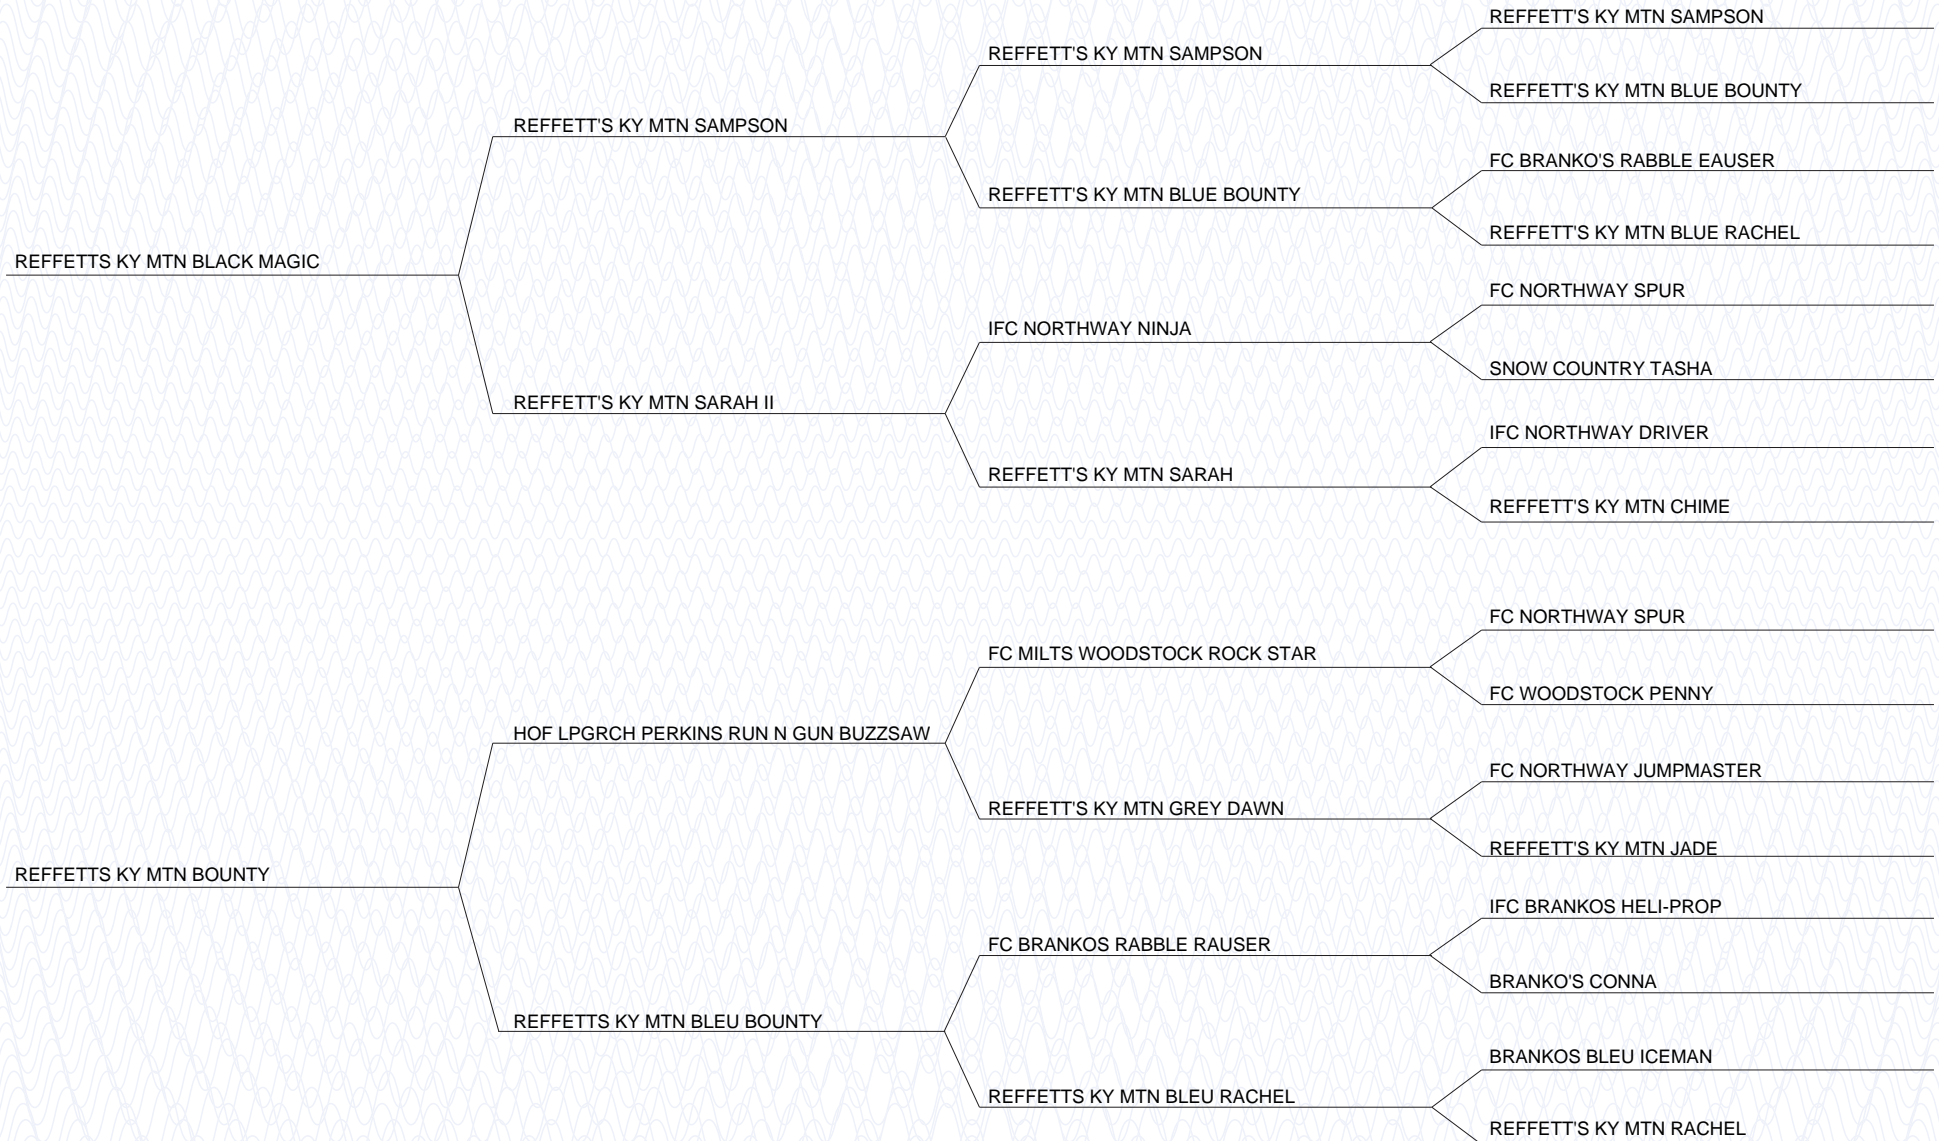 REFFETT'S KY MTN SAMPSON
REFFETT'S KY MTN SAMPSON
REFFETT'S KY MTN BLUE BOUNTY
REFFETT'S KY MTN SAMPSON
FC BRANKO'S RABBLE EAUSER
REFFETT'S KY MTN BLUE BOUNTY
REFFETT'S KY MTN BLUE RACHEL
REFFETTS KY MTN BLACK MAGIC
FC NORTHWAY SPUR
IFC NORTHWAY NINJA
SNOW COUNTRY TASHA
REFFETT'S KY MTN SARAH II
IFC NORTHWAY DRIVER
REFFETT'S KY MTN SARAH
REFFETT'S KY MTN CHIME
FC NORTHWAY SPUR
FC MILTS WOODSTOCK ROCK STAR
FC WOODSTOCK PENNY
HOF LPGRCH PERKINS RUN N GUN BUZZSAW
FC NORTHWAY JUMPMASTER
REFFETT'S KY MTN GREY DAWN
REFFETT'S KY MTN JADE
REFFETTS KY MTN BOUNTY
IFC BRANKOS HELI-PROP
FC BRANKOS RABBLE RAUSER
BRANKO'S CONNA
REFFETTS KY MTN BLEU BOUNTY
BRANKOS BLEU ICEMAN
REFFETTS KY MTN BLEU RACHEL
REFFETT'S KY MTN RACHEL